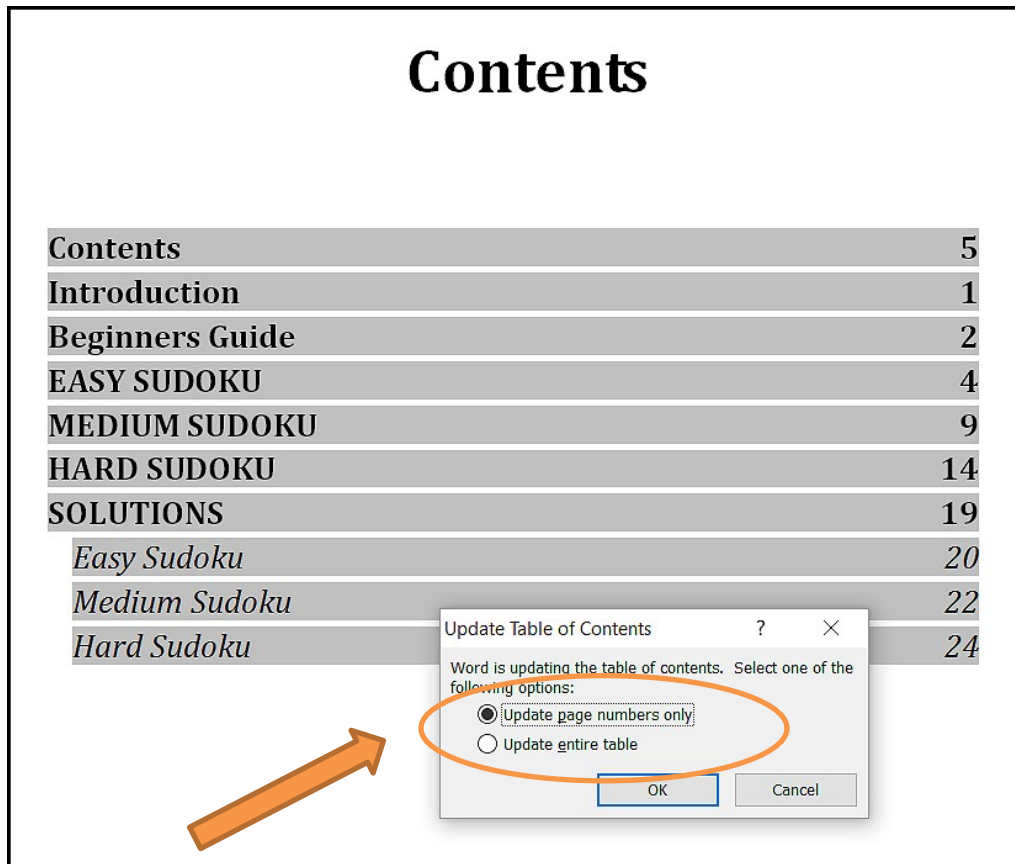 Contents
Contents 5
Introduction 1
Beginners Guide 2
EASY SUDOKU 4
MEDIUM SUDOKU 9
HARD SUDOKU 14
SOLUTIONS 19
Easy Sudoku 20
Medium Sudoku 22
Hard Sudoku 24
Update Table of Contents ?
Word is updating the table of contents. Select one of the
following options:
Update page numbers only
Update entire table
OK Cancel